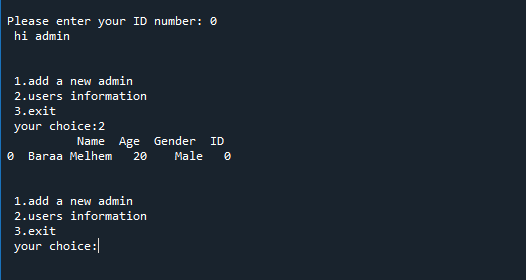 Please enter your ID number: 0
hi admin
1.add a new admin
2.users information
3.exit
your choice:2
Name Age Gender ID
0 Baraa Melhem 20 Male 0
1.add a new admin
2.users information
3.exit
your choice: